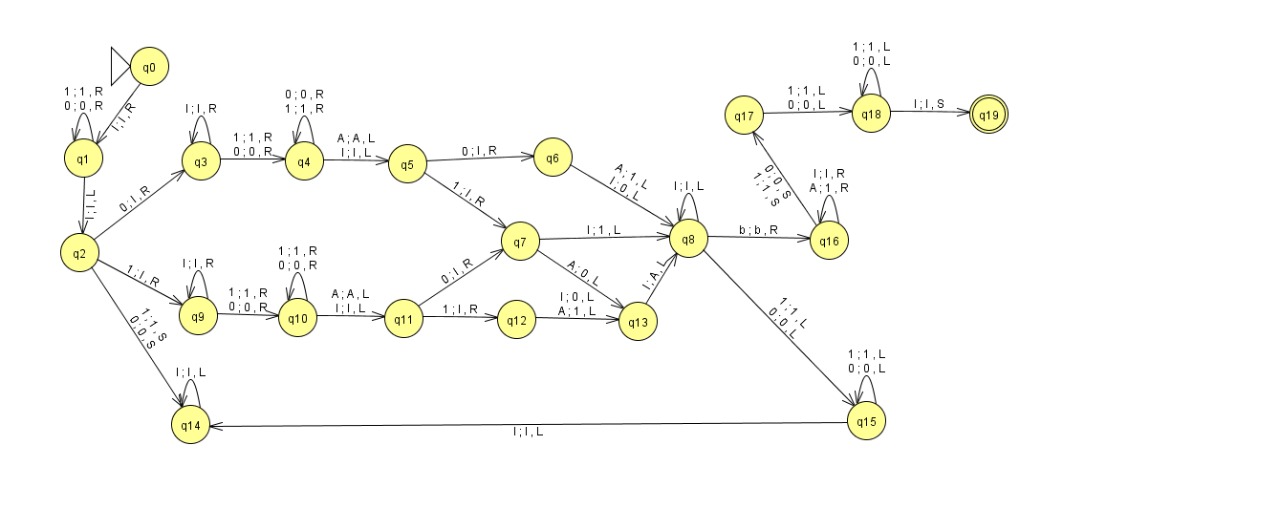 q0
1 ; 1 , R
0 ; 0 , R
I ; I , R
q1
I ; I , L
q2
0 ; I , R
I ; I , R
q3
1 ; 1 , R
0 ; 0 , R
0 ; 0 , R
1 ; 1 , R
q4
A ; A , L
I ; I , L
q5
0 ; I , R
q6
1 ; I , R
A ; 1 , L
I ; 0 , L
q7
I ; 1 , L
I ; I , L
q8
b ; b , R
A ; 0 , L
I ; A , L
1 ; I , R
I ; I , R
q9
1 ; 1 , R
0 ; 0 , R
1 ; 1 , R
0 ; 0 , R
q10
A ; A , L
I ; I , L
q11
0 ; I , R
1 ; I , R
q12
I ; 0 , L
A ; 1 , L
q13
1 ; 1 , S
0 ; 0 , S
I ; I , L
q14
I ; I , L
1 ; 1 , L
0 ; 0 , L
1 ; 1 , L
0 ; 0 , L
q15
I ; I , R
A ; 1 , R
q16
0 ; 0 , S
1 ; 1 , S
q17
1 ; 1 , L
0 ; 0 , L
1 ; 1 , L
0 ; 0 , L
q18
I ; I , S
q19